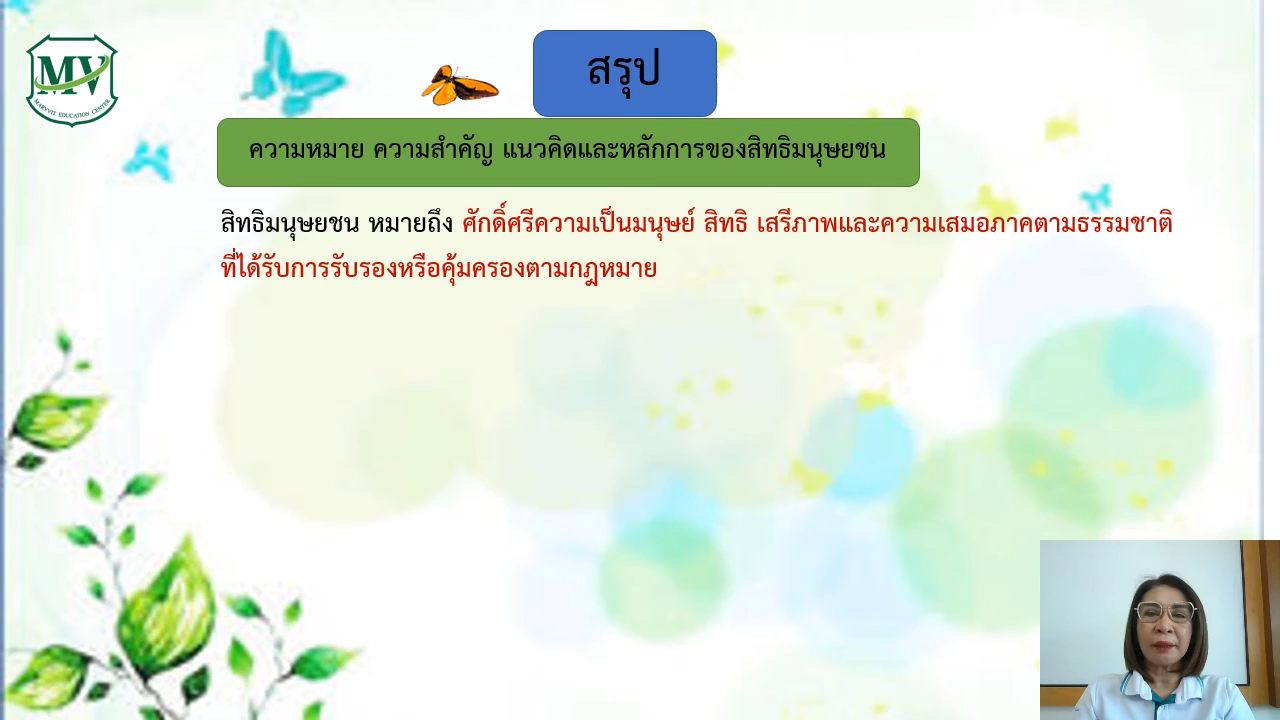 MV
MARYVIT EDUCATION CENTER
สรุป
ความหมาย ความสำคัญ แนวคิดและหลักการของสิทธิมนุษยชน
สิทธิมนุษยชน หมายถึง ศักดิ์ศรีความเป็นมนุษย์ สิทธิ เสรีภาพและความเสมอภาคตามธรรมชาติ
ที่ได้รับการรับรองหรือคุ้มครองตามกฎหมาย